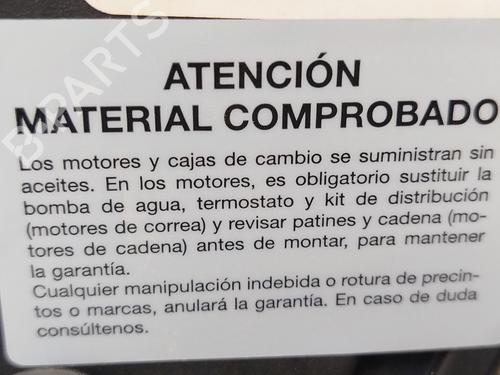 ATENCIÓN
MATERIAL COMPROBADO
Los motores y cajas de cambio se suministran sin
aceites. En los motores, es obligatorio sustituir la
bomba de agua, termostato y kit de distribución
(motores de correa) y revisar patines y cadena (mo-
tores de cadena) antes de montar, para mantener
la garantía.
Cualquier manipulación indebida o rotura de precin-
tos o marcas, anulará la garantía. En caso de duda
consúltenos.
B-PARTS